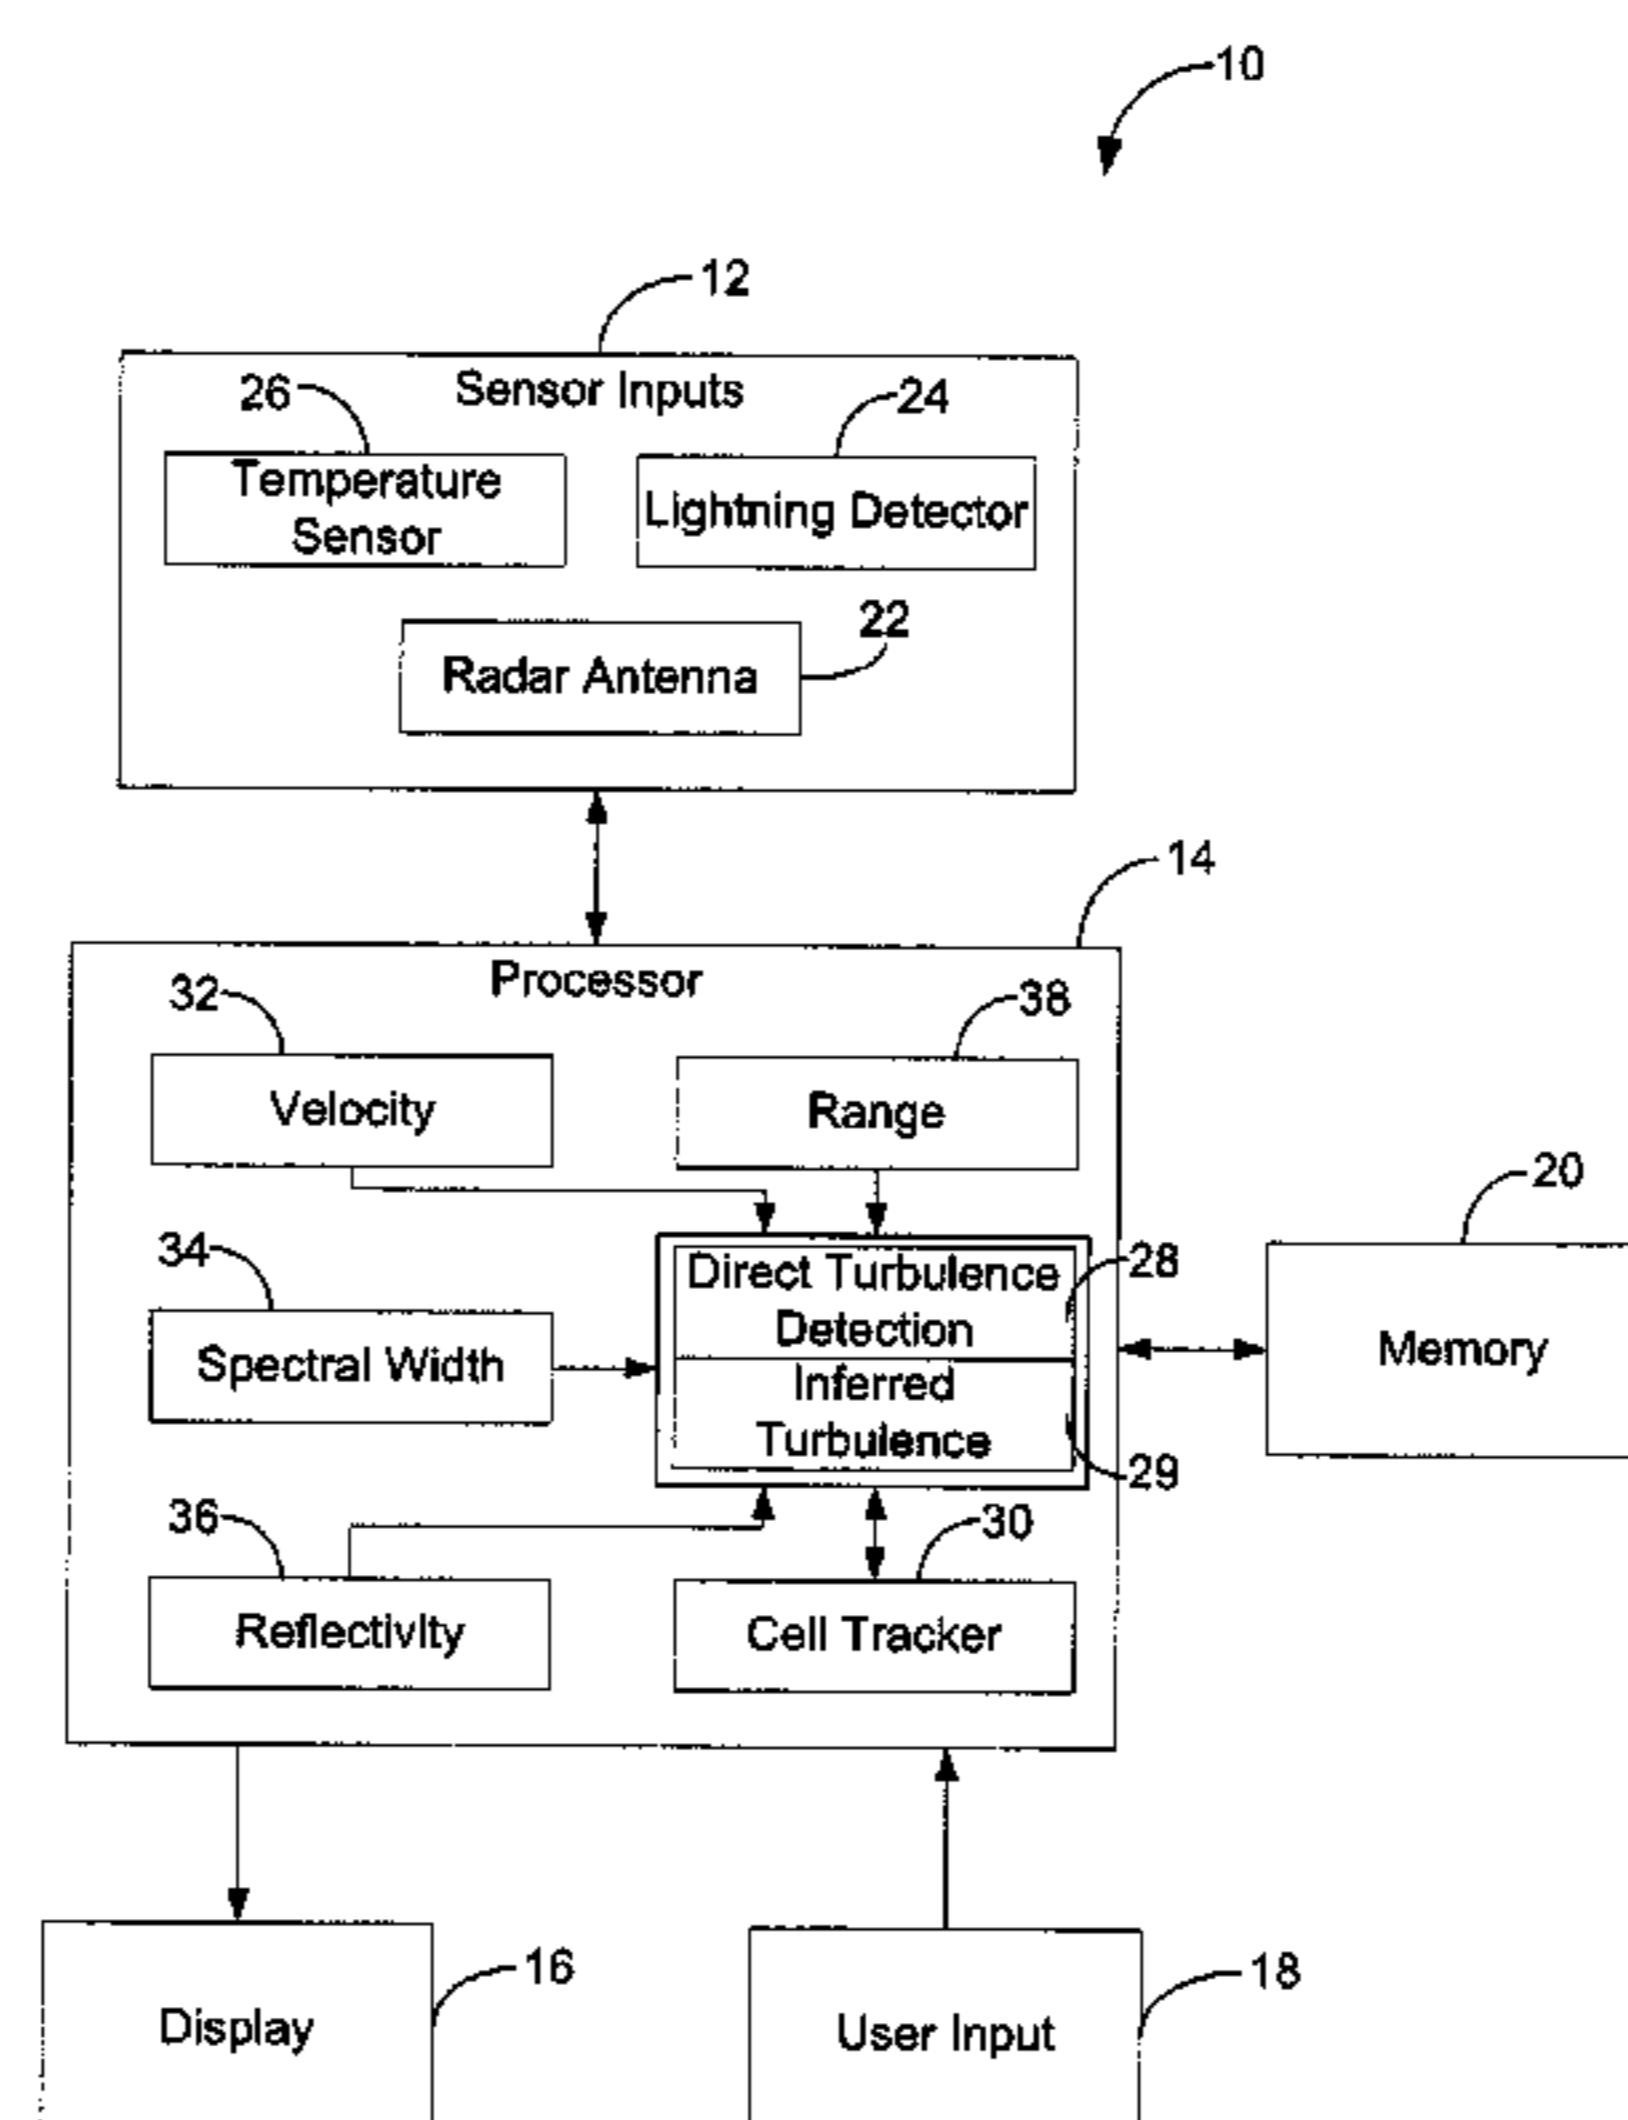 10
12
Sensor Inputs
26
24
Temperature
Sensor
Lightning Detector
22
Radar Antenna
14
Processor
32
38
Velocity
Range
20
34
28
Direct Turbulence
Detection
Spectral Width
Memory
Inferred
Turbulence
29
36
30
Reflectivity
Cell Tracker
16
18
Display
User Input